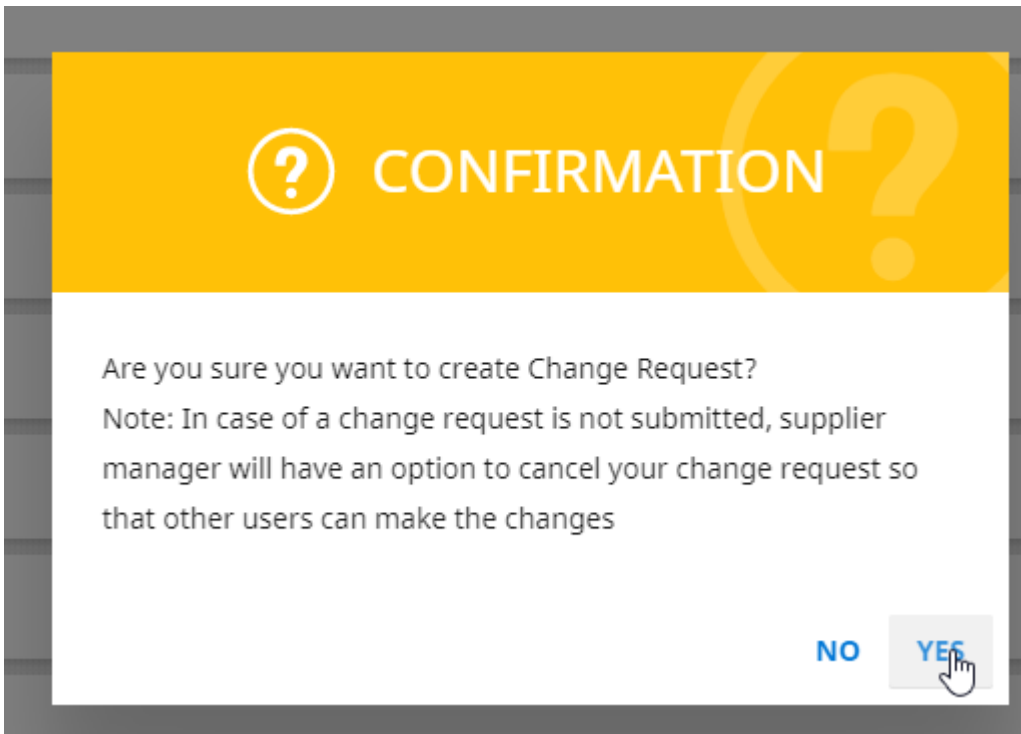 CONFIRMATION
Are you sure you want to create Change Request?
Note: In case of a change request is not submitted, supplier
manager will have an option to cancel your change request so
that other users can make the changes
NO YES